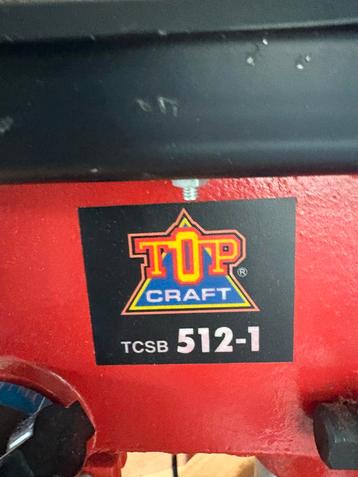 TOP
®
CRAFT
TCSB 512-1